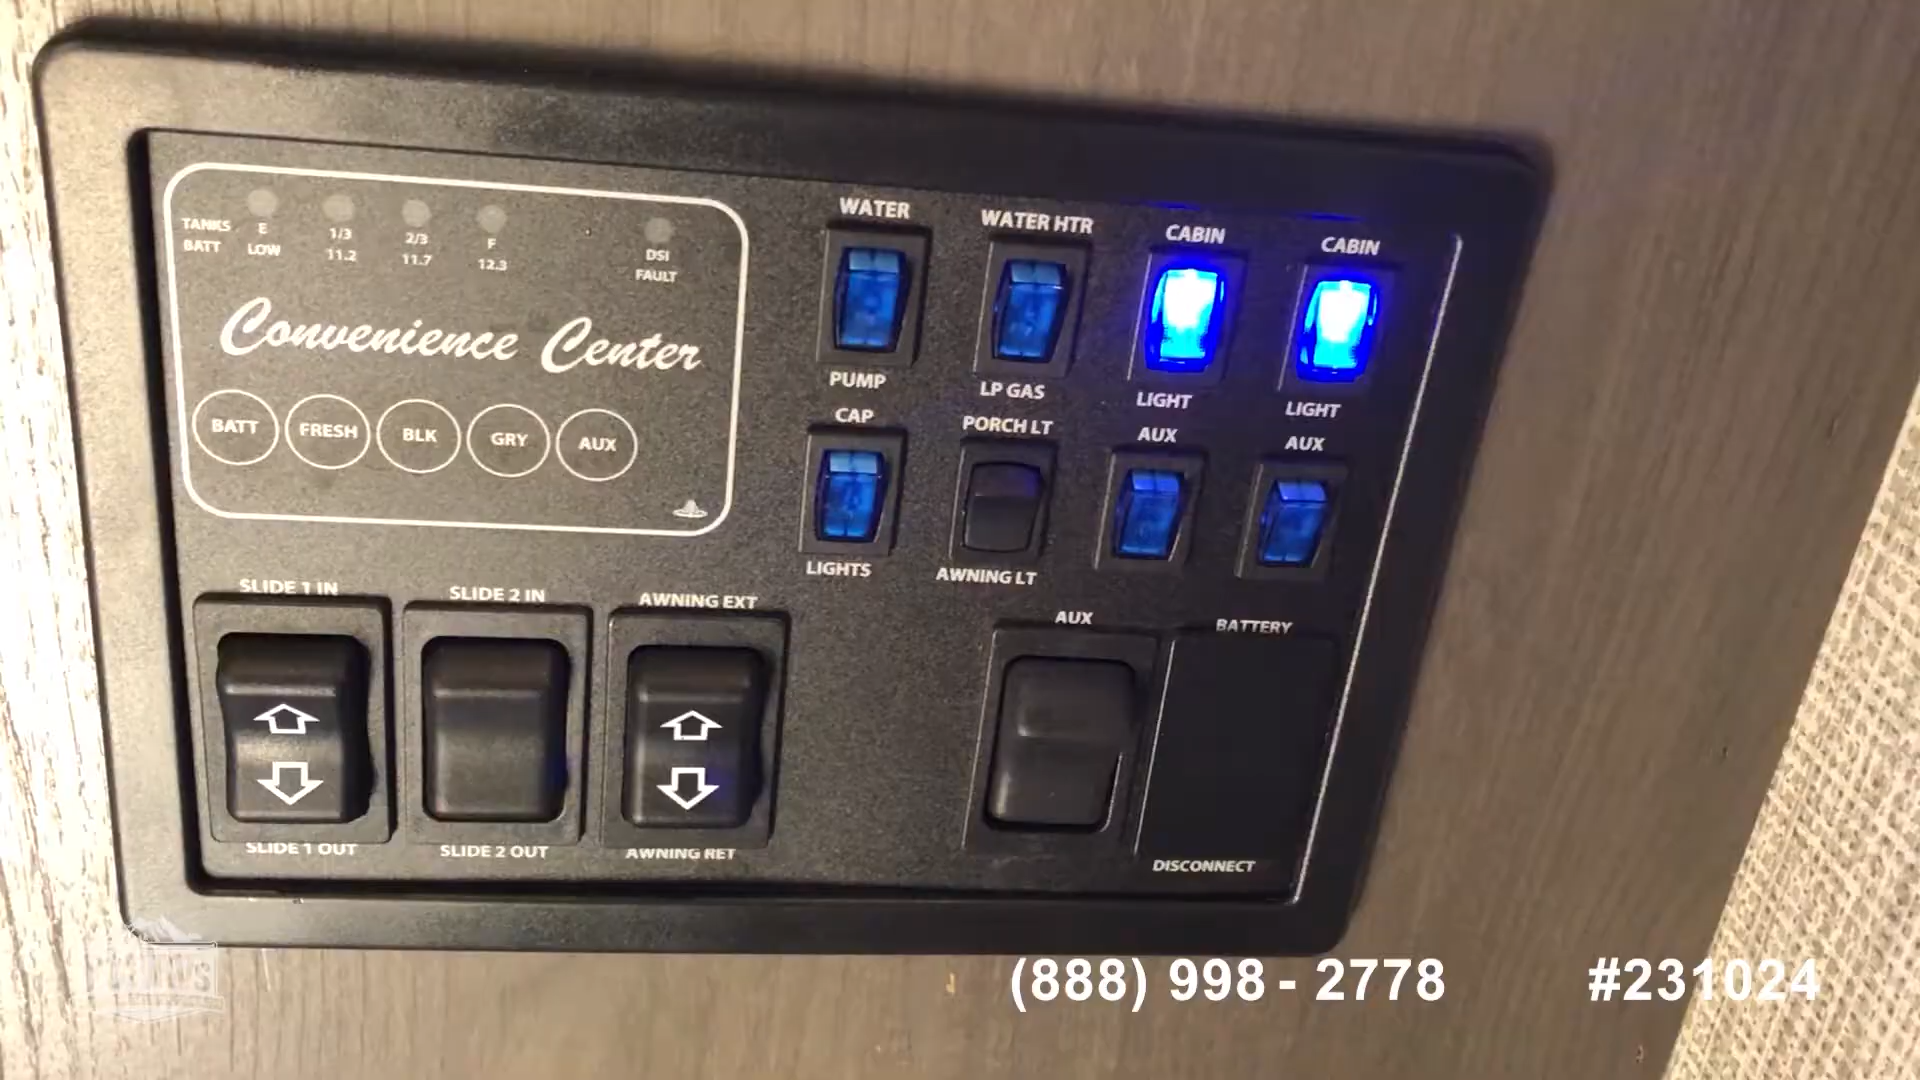 TANKS E 1/3 2/3 F
BATT LOW 11.2 11.7 12.3
DSI
FAULT
Convenience Center
BATT FRESH BLK GRY AUX
WATER
PUMP
WATER HTR
LP GAS
CABIN
LIGHT
CABIN
LIGHT
CAP
LIGHTS
PORCH LT
AWNING LT
AUX
AUX
SLIDE 1 IN
SLIDE 1 OUT
SLIDE 2 IN
SLIDE 2 OUT
AWNING EXT
AWNING RET
AUX
BATTERY
DISCONNECT
(888) 998 - 2778
#231024